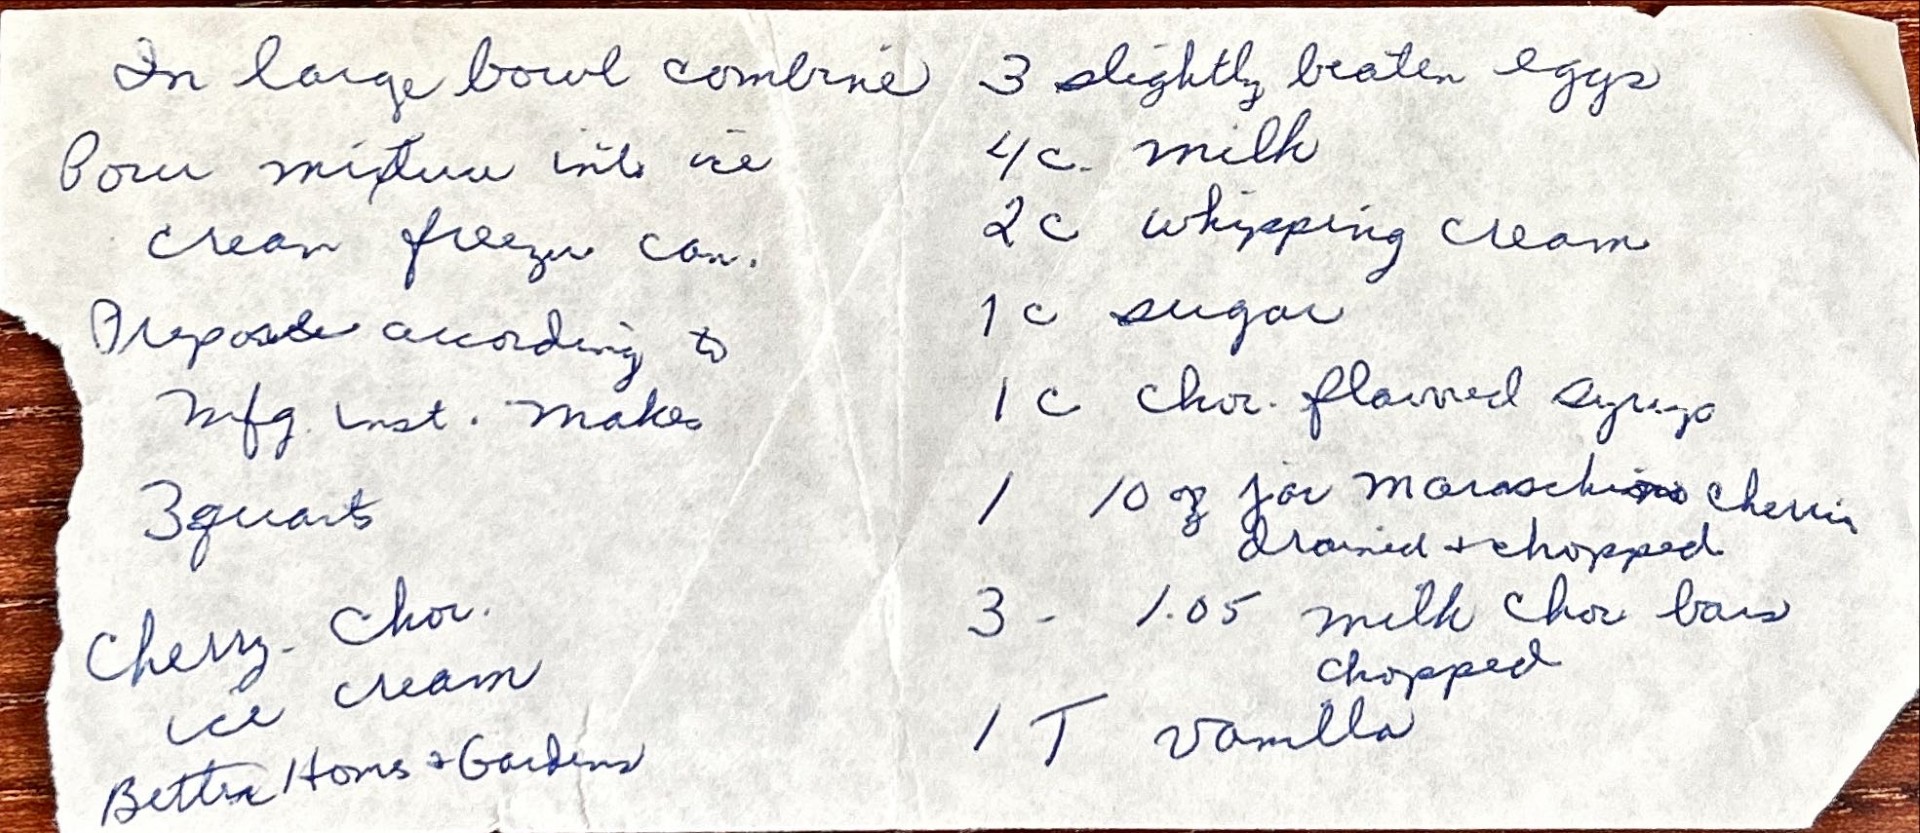 In large bowl combine
Pour mixture into ice
cream freezer can.
Prepare according to
Mfg. inst. Makes
3 quarts
Cherry - Choc.
ice cream
Better Homes + Gardens
3 slightly beaten eggs
4 c. milk
2 c whipping cream
1 c sugar
1 c choc. flavored syrup
1 10 oz jar maraschino cherries
drained + chopped
3 - 1.05 milk choc bars
chopped
1 T vanilla